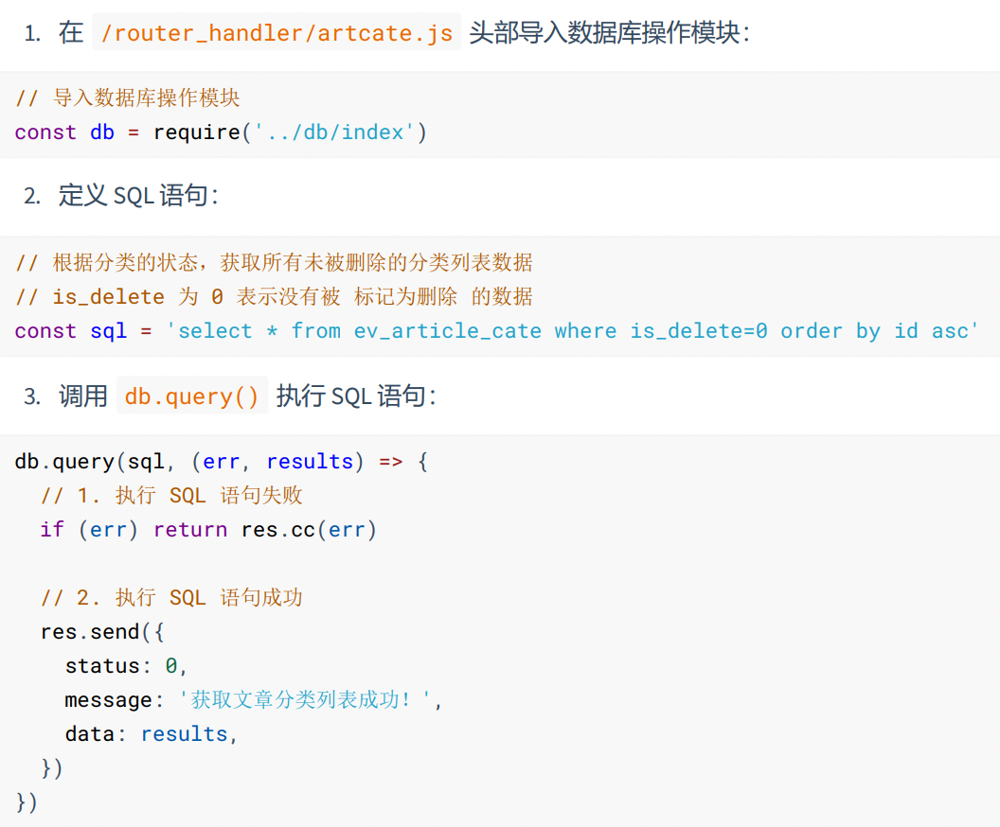 1. 在 /router_handler/artcate.js 头部导入数据库操作模块：
// 导入数据库操作模块
const db = require('../db/index')
2. 定义 SQL 语句：
// 根据分类的状态，获取所有未被删除的分类列表数据
// is_delete 为 0 表示没有被 标记为删除 的数据
const sql = 'select * from ev_article_cate where is_delete=0 order by id asc'
3. 调用 db.query() 执行 SQL 语句：
db.query(sql, (err, results) => {
  // 1. 执行 SQL 语句失败
  if (err) return res.cc(err)

  // 2. 执行 SQL 语句成功
  res.send({
    status: 0,
    message: '获取文章分类列表成功！',
    data: results,
  })
})